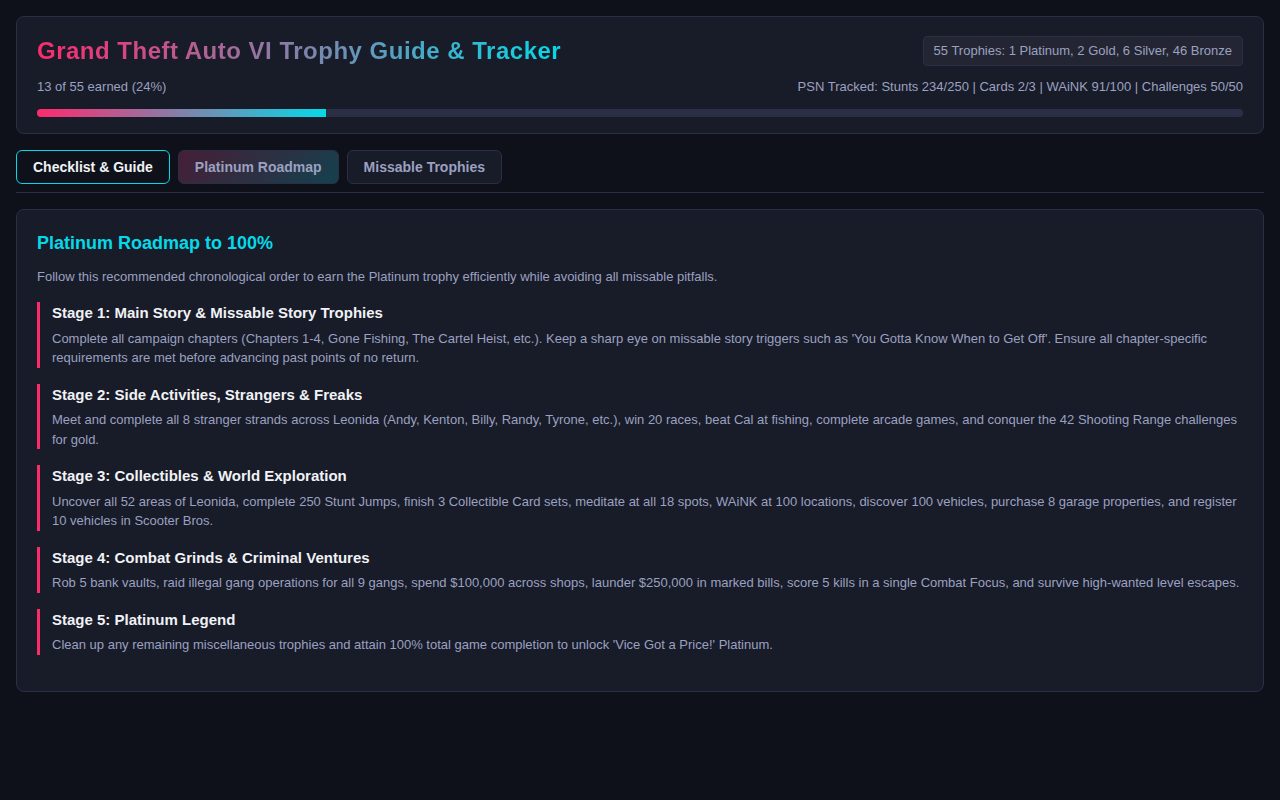 Grand Theft Auto VI Trophy Guide & Tracker
55 Trophies: 1 Platinum, 2 Gold, 6 Silver, 46 Bronze
13 of 55 earned (24%)
PSN Tracked: Stunts 234/250 | Cards 2/3 | WAiNK 91/100 | Challenges 50/50
Checklist & Guide
Platinum Roadmap
Missable Trophies
Platinum Roadmap to 100%
Follow this recommended chronological order to earn the Platinum trophy efficiently while avoiding all missable pitfalls.
Stage 1: Main Story & Missable Story Trophies
Complete all campaign chapters (Chapters 1-4, Gone Fishing, The Cartel Heist, etc.). Keep a sharp eye on missable story triggers such as 'You Gotta Know When to Get Off'. Ensure all chapter-specific
requirements are met before advancing past points of no return.
Stage 2: Side Activities, Strangers & Freaks
Meet and complete all 8 stranger strands across Leonida (Andy, Kenton, Billy, Randy, Tyrone, etc.), win 20 races, beat Cal at fishing, complete arcade games, and conquer the 42 Shooting Range challenges
for gold.
Stage 3: Collectibles & World Exploration
Uncover all 52 areas of Leonida, complete 250 Stunt Jumps, finish 3 Collectible Card sets, meditate at all 18 spots, WAiNK at 100 locations, discover 100 vehicles, purchase 8 garage properties, and register
10 vehicles in Scooter Bros.
Stage 4: Combat Grinds & Criminal Ventures
Rob 5 bank vaults, raid illegal gang operations for all 9 gangs, spend $100,000 across shops, launder $250,000 in marked bills, score 5 kills in a single Combat Focus, and survive high-wanted level escapes.
Stage 5: Platinum Legend
Clean up any remaining miscellaneous trophies and attain 100% total game completion to unlock 'Vice Got a Price!' Platinum.